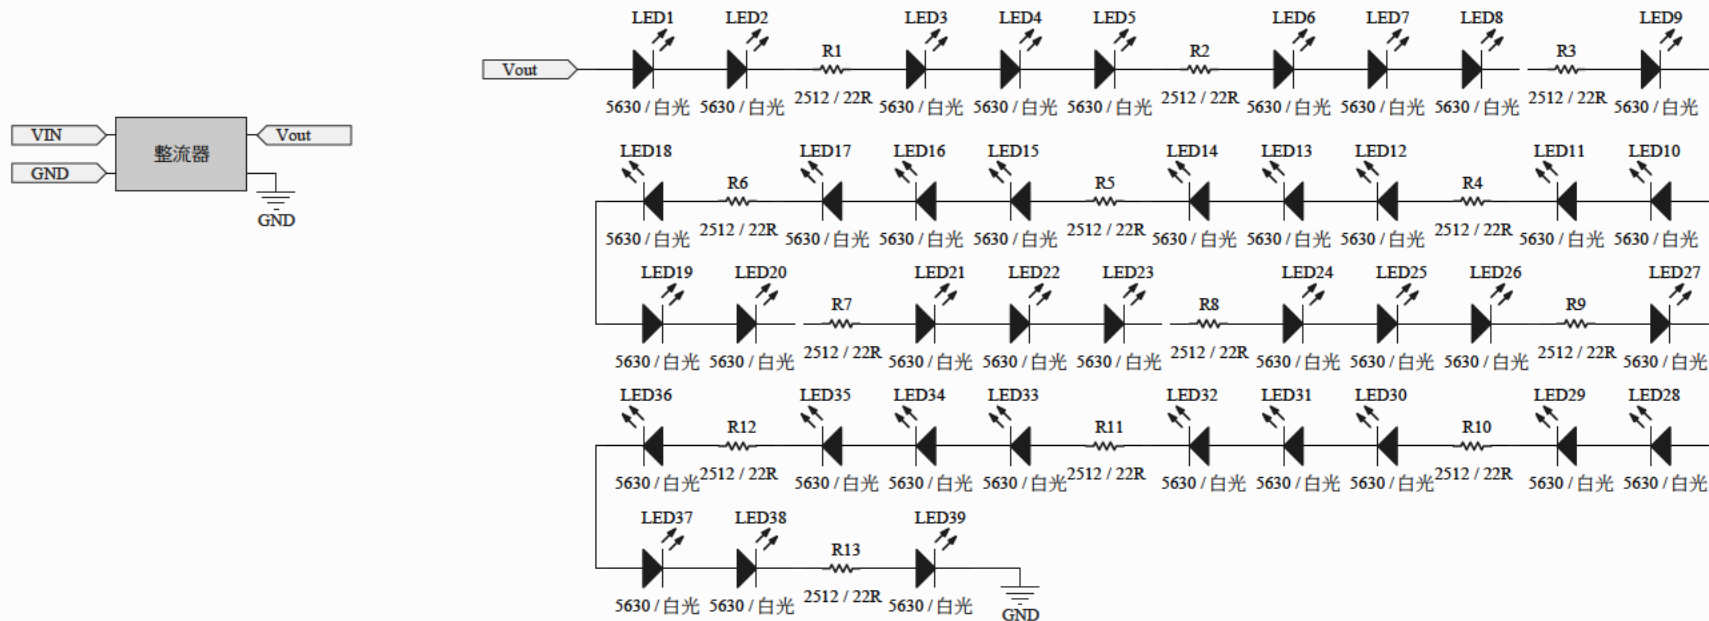 LED1 LED2 LED3 LED4 LED5 LED6 LED7 LED8 LED9
R1 R2 R3
Vout
5630 / 白光 5630 / 白光 2512 / 22R 5630 / 白光 5630 / 白光 5630 / 白光 2512 / 22R 5630 / 白光 5630 / 白光 5630 / 白光 2512 / 22R 5630 / 白光
VIN Vout
整流器
GND
GND
LED18 LED17 LED16 LED15 LED14 LED13 LED12 LED11 LED10
R6 R5 R4
5630 / 白光 2512 / 22R 5630 / 白光 5630 / 白光 5630 / 白光 2512 / 22R 5630 / 白光 5630 / 白光 5630 / 白光 2512 / 22R 5630 / 白光 5630 / 白光
LED19 LED20 LED21 LED22 LED23 LED24 LED25 LED26 LED27
R7 R8 R9
5630 / 白光 5630 / 白光 2512 / 22R 5630 / 白光 5630 / 白光 5630 / 白光 2512 / 22R 5630 / 白光 5630 / 白光 5630 / 白光 2512 / 22R 5630 / 白光
LED36 LED35 LED34 LED33 LED32 LED31 LED30 LED29 LED28
R12 R11 R10
5630 / 白光 2512 / 22R 5630 / 白光 5630 / 白光 5630 / 白光 2512 / 22R 5630 / 白光 5630 / 白光 5630 / 白光 2512 / 22R 5630 / 白光 5630 / 白光
LED37 LED38 LED39
R13
5630 / 白光 5630 / 白光 2512 / 22R 5630 / 白光
GND